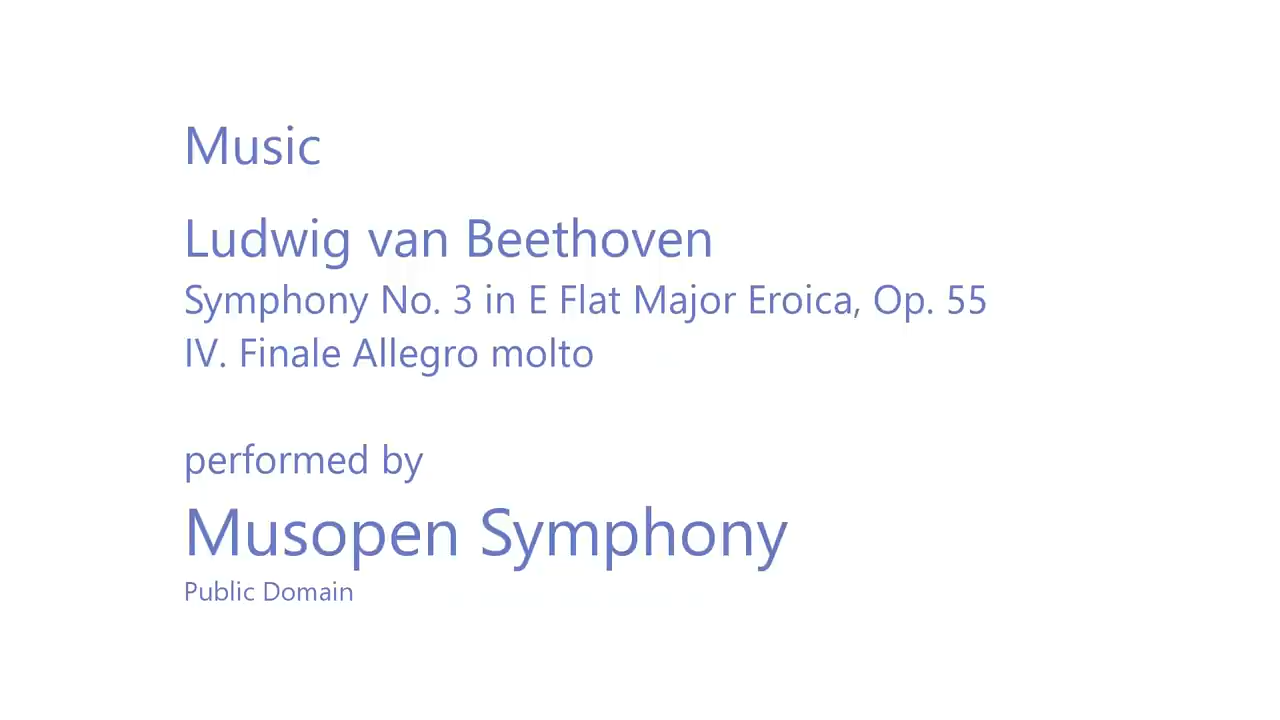 Music
Ludwig van Beethoven
Symphony No. 3 in E Flat Major Eroica, Op. 55
IV. Finale Allegro molto
performed by
Musopen Symphony
Public Domain